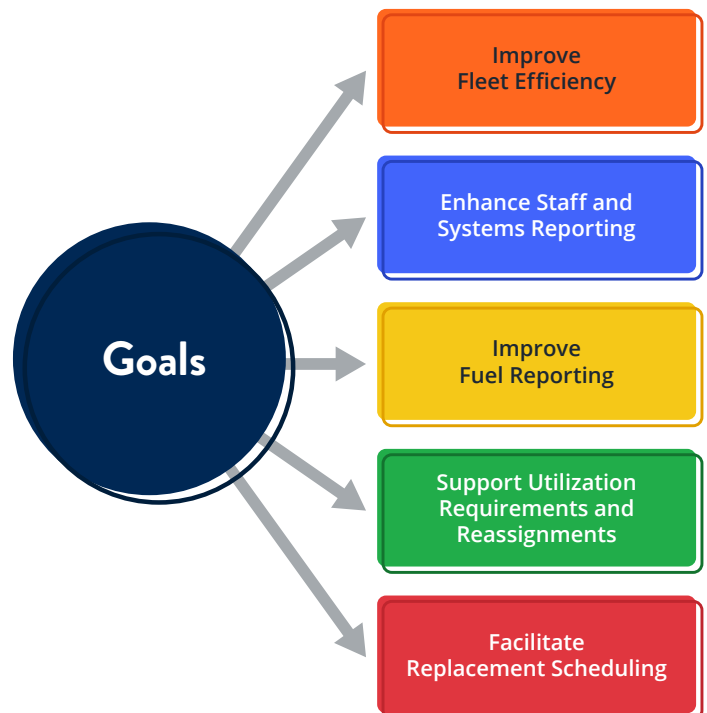 Goals
Improve
Fleet Efficiency
Enhance Staff and
Systems Reporting
Improve
Fuel Reporting
Support Utilization
Requirements and
Reassignments
Facilitate
Replacement Scheduling